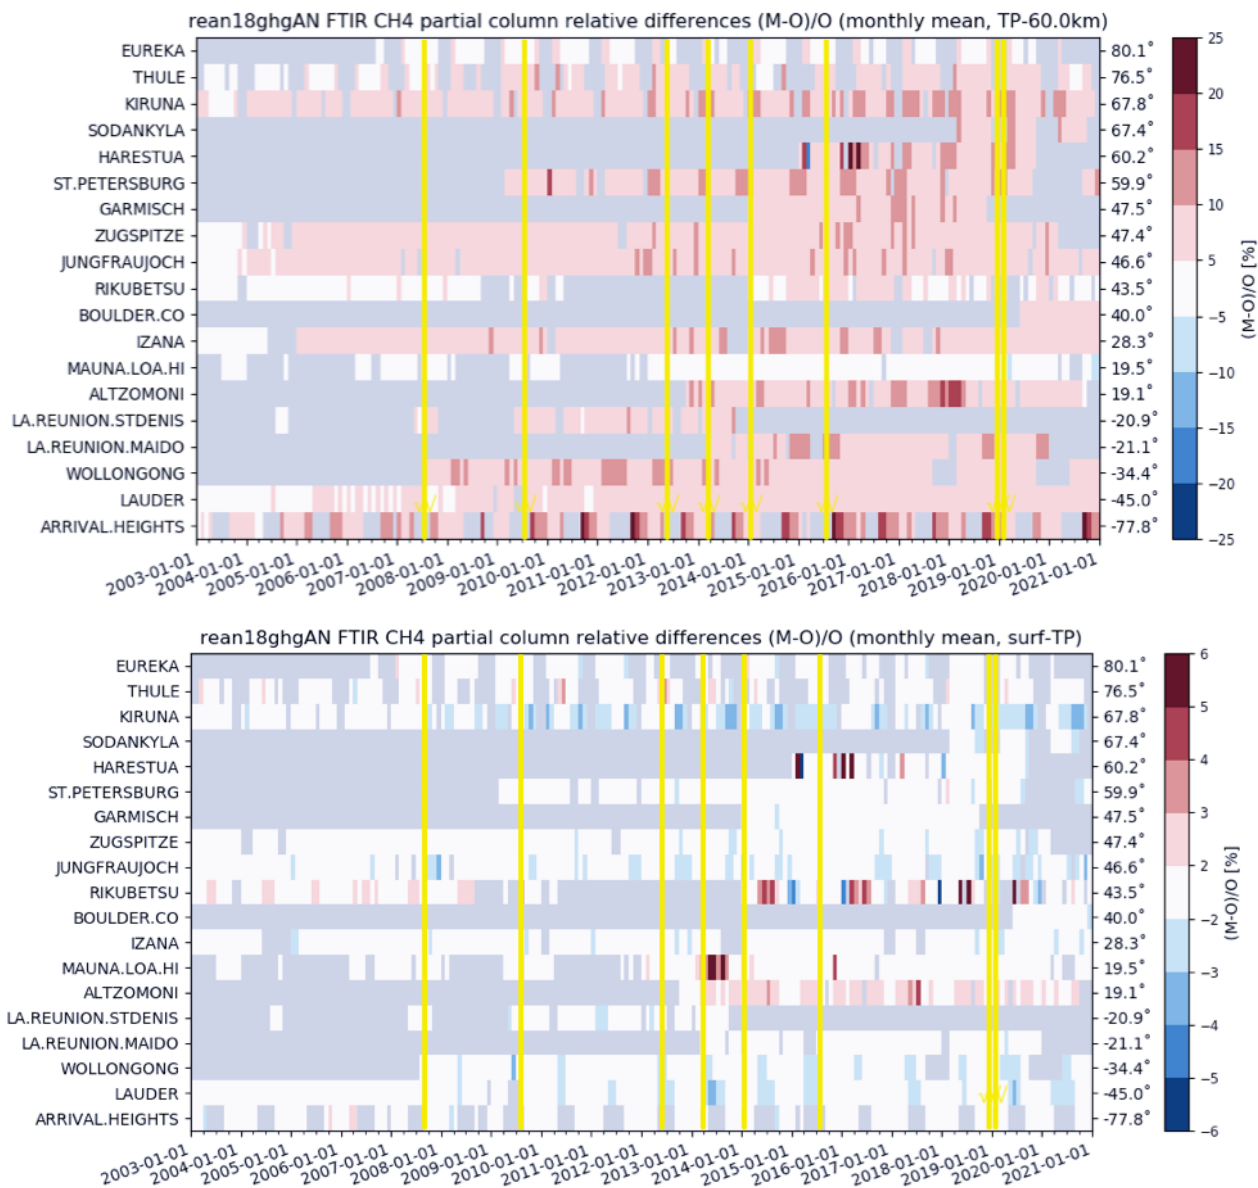 rean18ghgAN FTIR CH4 partial column relative differences (M-O)/O (monthly mean, TP-60.0km)
EUREKA 80.1°
THULE 76.5°
KIRUNA 67.8°
SODANKYLA 67.4°
HARESTUA 60.2°
ST.PETERSBURG 59.9°
GARMISCH 47.5°
ZUGSPITZE 47.4°
JUNGFRAUJOCH 46.6°
RIKUBETSU 43.5°
BOULDER.CO 40.0°
IZANA 28.3°
MAUNA.LOA.HI 19.5°
ALTZOMONI 19.1°
LA.REUNION.STDENIS -20.9°
LA.REUNION.MAIDO -21.1°
WOLLONGONG -34.4°
LAUDER -45.0°
ARRIVAL.HEIGHTS -77.8°
2003-01-01 2004-01-01 2005-01-01 2006-01-01 2007-01-01 2008-01-01 2009-01-01 2010-01-01 2011-01-01 2012-01-01 2013-01-01 2014-01-01 2015-01-01 2016-01-01 2017-01-01 2018-01-01 2019-01-01 2020-01-01 2021-01-01
25
20
15
10
5
−5
−10
−15
−20
−25
(M-O)/O [%]
rean18ghgAN FTIR CH4 partial column relative differences (M-O)/O (monthly mean, surf-TP)
EUREKA 80.1°
THULE 76.5°
KIRUNA 67.8°
SODANKYLA 67.4°
HARESTUA 60.2°
ST.PETERSBURG 59.9°
GARMISCH 47.5°
ZUGSPITZE 47.4°
JUNGFRAUJOCH 46.6°
RIKUBETSU 43.5°
BOULDER.CO 40.0°
IZANA 28.3°
MAUNA.LOA.HI 19.5°
ALTZOMONI 19.1°
LA.REUNION.STDENIS -20.9°
LA.REUNION.MAIDO -21.1°
WOLLONGONG -34.4°
LAUDER -45.0°
ARRIVAL.HEIGHTS -77.8°
2003-01-01 2004-01-01 2005-01-01 2006-01-01 2007-01-01 2008-01-01 2009-01-01 2010-01-01 2011-01-01 2012-01-01 2013-01-01 2014-01-01 2015-01-01 2016-01-01 2017-01-01 2018-01-01 2019-01-01 2020-01-01 2021-01-01
6
5
4
3
2
−2
−3
−4
−5
−6
(M-O)/O [%]